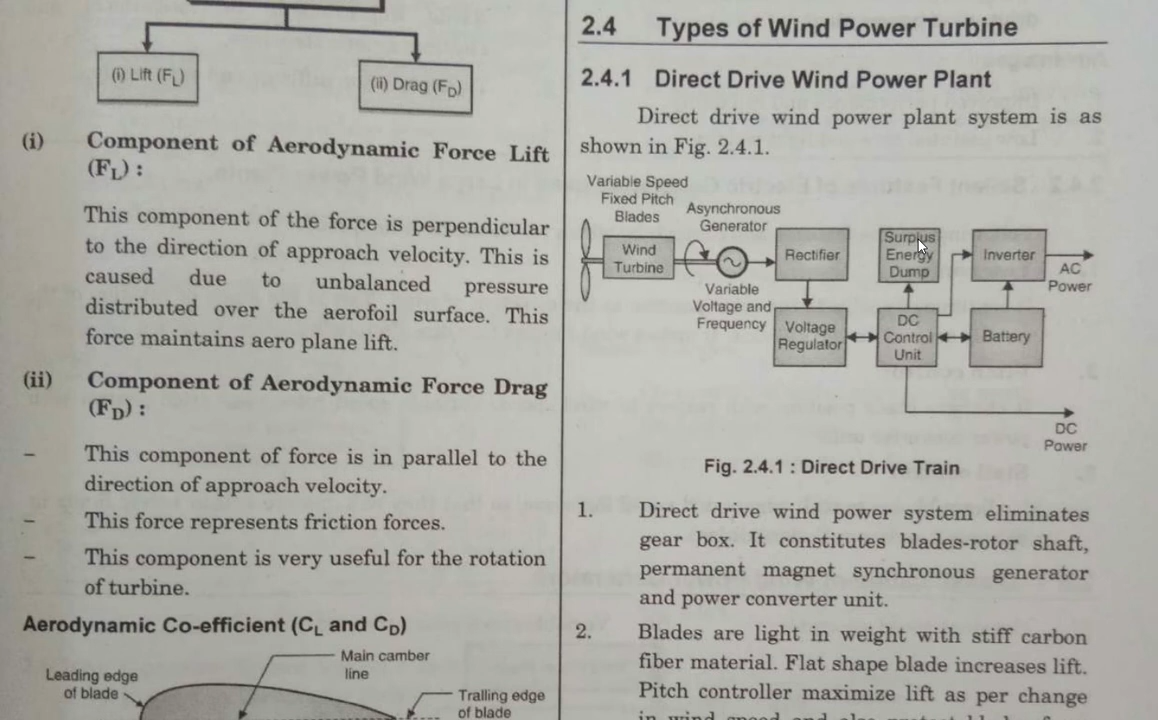 (i) Lift (FL)
(ii) Drag (FD)
(i) Component of Aerodynamic Force Lift
(FL) :
This component of the force is perpendicular
to the direction of approach velocity. This is
caused due to unbalanced pressure
distributed over the aerofoil surface. This
force maintains aero plane lift.
(ii) Component of Aerodynamic Force Drag
(FD) :
– This component of force is in parallel to the
direction of approach velocity.
– This force represents friction forces.
– This component is very useful for the rotation
of turbine.
Aerodynamic Co-efficient (CL and CD)
Main camber
line
Leading edge
of blade
Tralling edge
of blade
2.4 Types of Wind Power Turbine
2.4.1 Direct Drive Wind Power Plant
Direct drive wind power plant system is as
shown in Fig. 2.4.1.
Variable Speed
Fixed Pitch
Blades
Asynchronous
Generator
Wind
Turbine
Rectifier
Surplus
Energy
Dump
Inverter
AC
Power
Variable
Voltage and
Frequency
Voltage
Regulator
DC
Control
Unit
Battery
DC
Power
Fig. 2.4.1 : Direct Drive Train
1. Direct drive wind power system eliminates
gear box. It constitutes blades-rotor shaft,
permanent magnet synchronous generator
and power converter unit.
2. Blades are light in weight with stiff carbon
fiber material. Flat shape blade increases lift.
Pitch controller maximize lift as per change
in wind speed and also protect